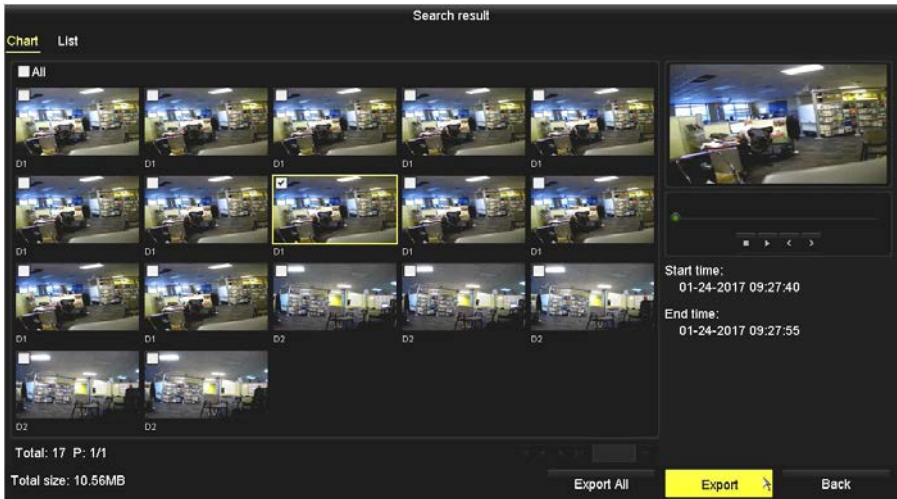 Search result
Chart List
All
D1 D1 D1 D1 D1
D1 D1 D1 D1 D1
D1 D1 D2 D2 D2
D2 D2
Start time:
01-24-2017 09:27:40
End time:
01-24-2017 09:27:55
Total: 17 P: 1/1
Total size: 10.56MB
Export All Export Back